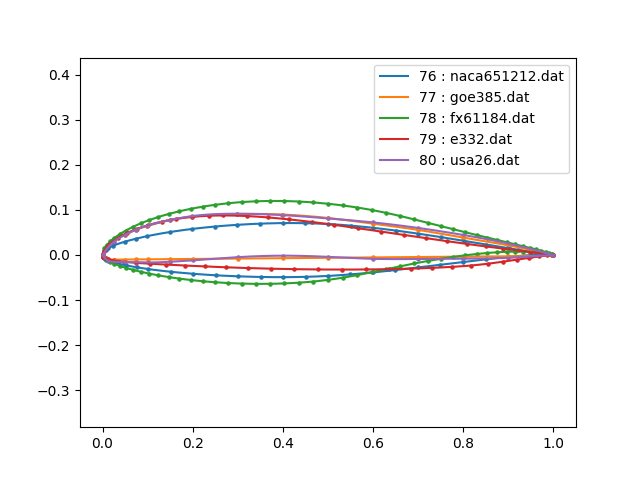 0.4
0.3
0.2
0.1
0.0
−0.1
−0.2
−0.3
0.0 0.2 0.4 0.6 0.8 1.0
76 : naca651212.dat
77 : goe385.dat
78 : fx61184.dat
79 : e332.dat
80 : usa26.dat